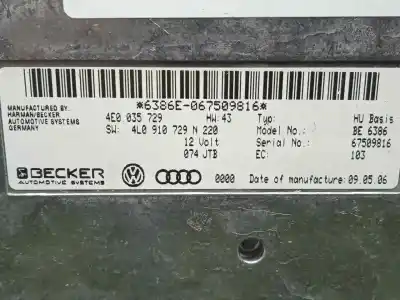 *6386E-067509816*
MANUFACTURED BY:
HARMAN/BECKER
AUTOMOTIVE SYSTEMS
GERMANY
4E0 035 729 HW: 43 Typ: HU Basis
SW: 4L0 910 729 N 220 Model No.: BE 6386
12 Volt Serial No.: 67509816
074 JTB EC: 103
BECKER
AUTOMOTIVE SYSTEMS
0000 Date of manufacture: 09.05.06